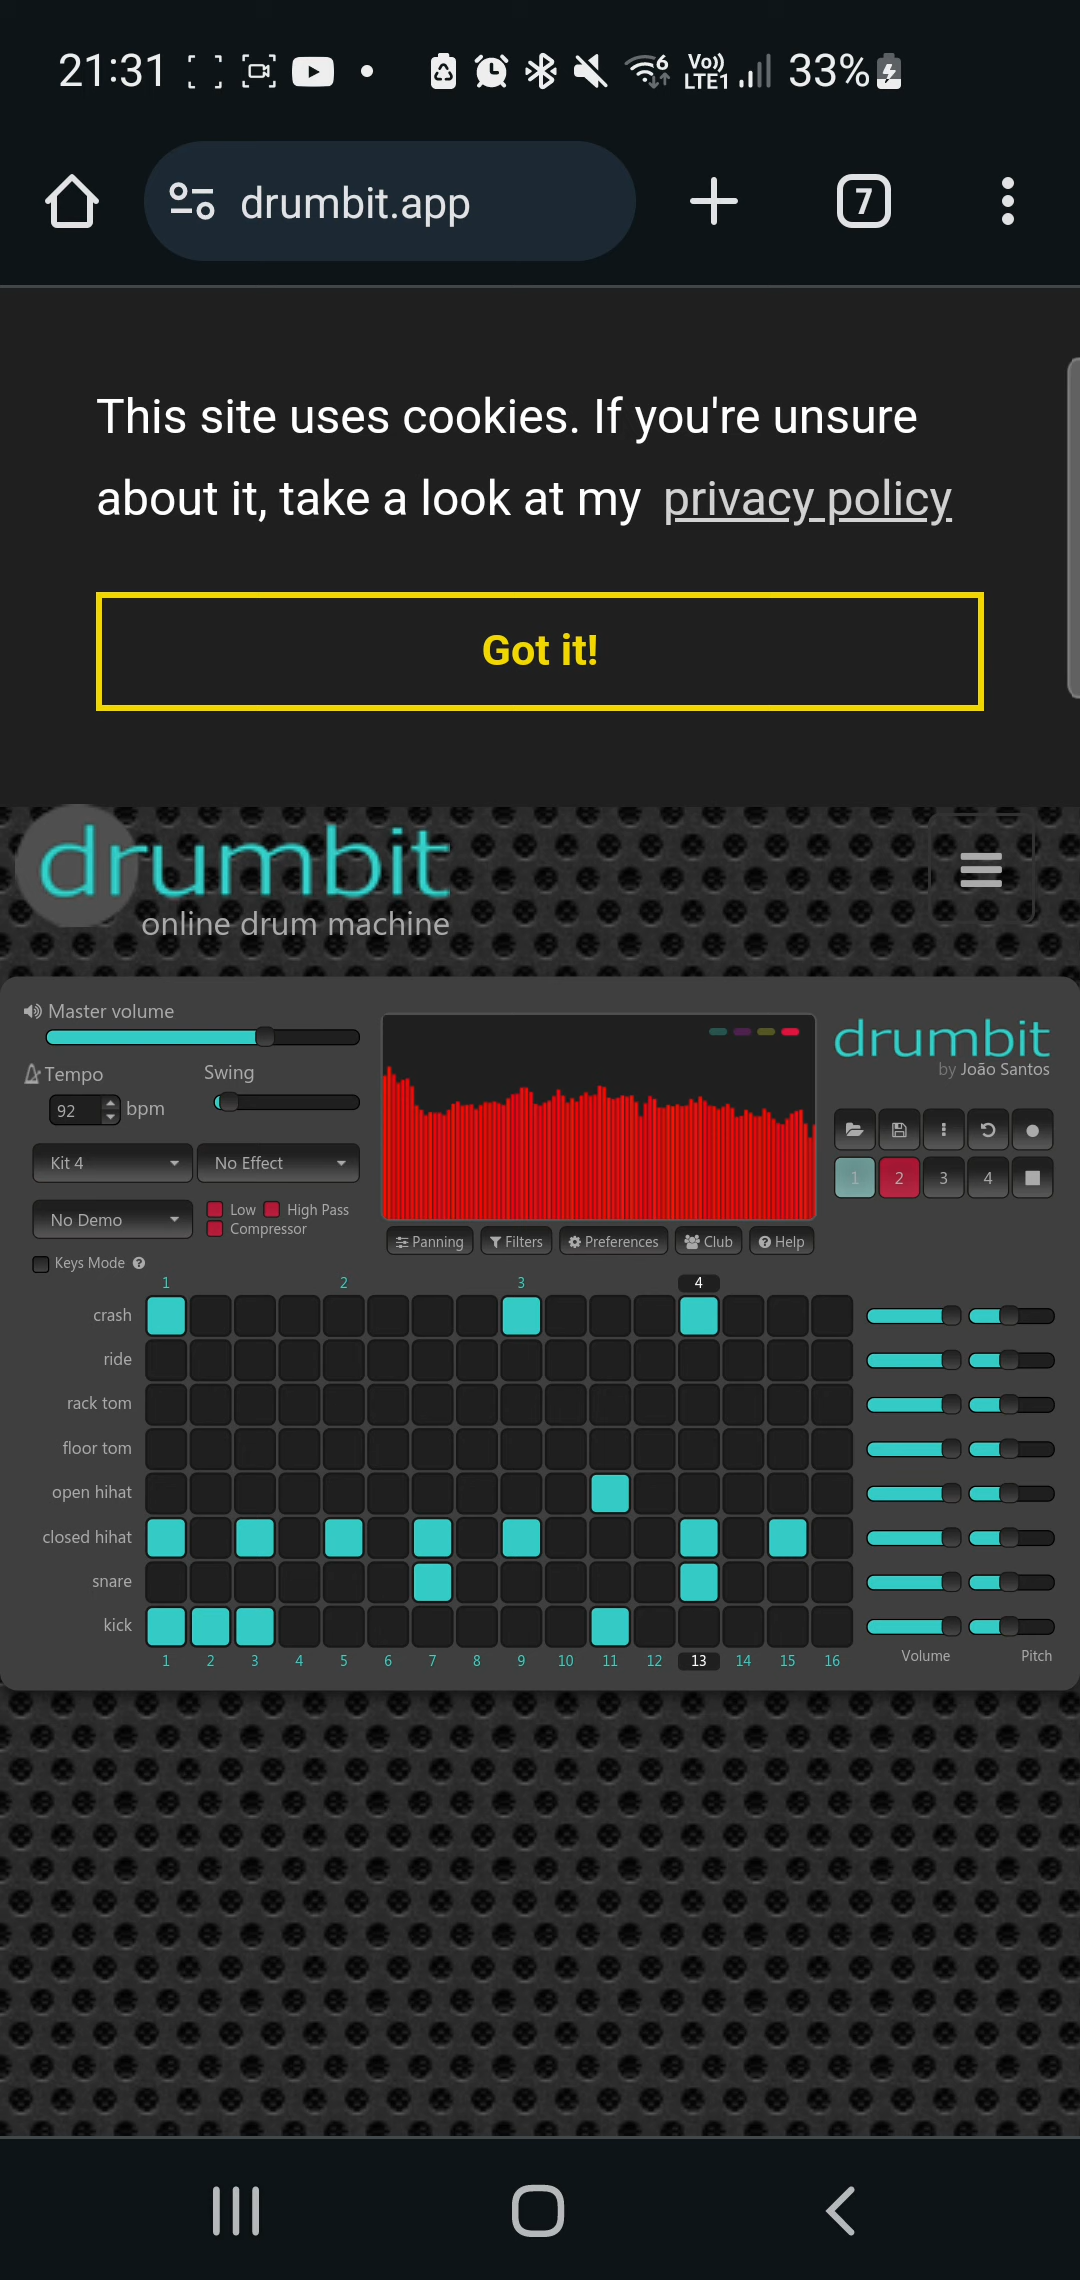 21:31
6
Vo))
LTE1
33%
drumbit.app
7
This site uses cookies. If you're unsure
about it, take a look at my privacy policy
Got it!
drumbit
online drum machine
Master volume
Tempo
Swing
92 bpm
Kit 4
No Effect
No Demo
Low
High Pass
Compressor
Keys Mode ?
drumbit
by João Santos
1 2 3 4
Panning
Filters
Preferences
Club
? Help
1 2 3 4
crash
ride
rack tom
floor tom
open hihat
closed hihat
snare
kick
1 2 3 4 5 6 7 8 9 10 11 12 13 14 15 16
Volume
Pitch